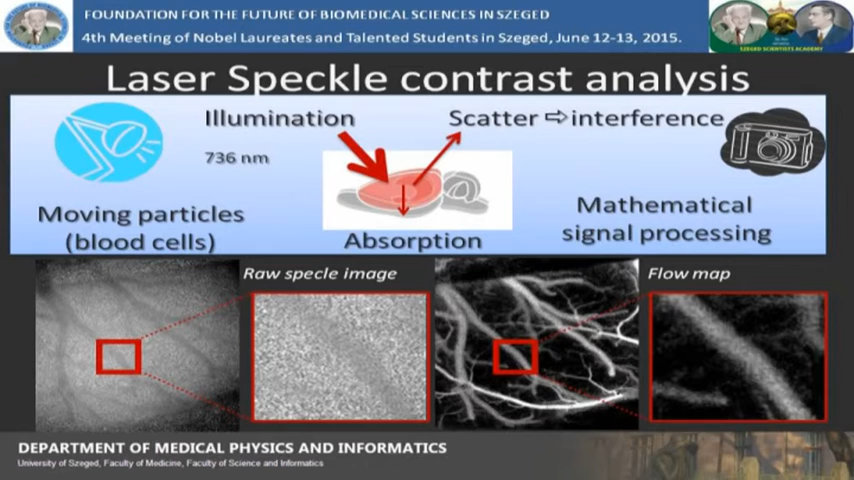 FOUNDATION FOR THE FUTURE OF BIOMEDICAL SCIENCES IN SZEGED
4th Meeting of Nobel Laureates and Talented Students in Szeged, June 12-13, 2015.
SZEGED SCIENTISTS ACADEMY
Laser Speckle contrast analysis
Illumination
Scatter ⇨ interference
736 nm
Moving particles
(blood cells)
Absorption
Mathematical
signal processing
Raw specle image
Flow map
DEPARTMENT OF MEDICAL PHYSICS AND INFORMATICS
University of Szeged, Faculty of Medicine, Faculty of Science and Informatics